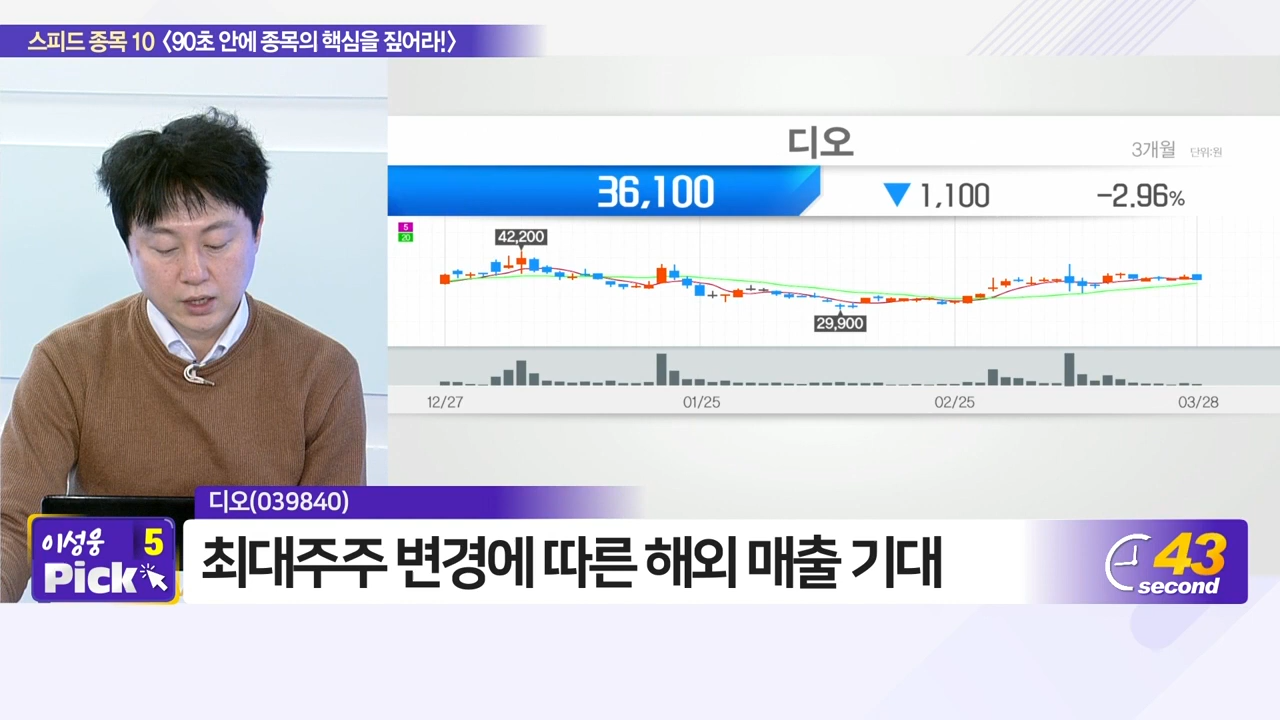 스피드 종목 10 〈90초 안에 종목의 핵심을 짚어라!〉
디오
3개월 단위:원
36,100 ▼ 1,100 -2.96%
5
20
42,200
29,900
12/27 01/25 02/25 03/28
디오(039840)
이성웅 5
Pick
최대주주 변경에 따른 해외 매출 기대
43
second